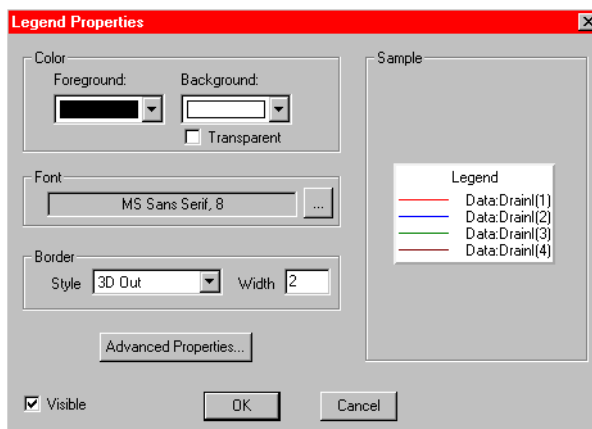 Legend Properties
Color
Foreground:
Background:
Transparent
Font
MS Sans Serif, 8
...
Border
Style
3D Out
Width
2
Advanced Properties...
Visible
OK
Cancel
Sample
Legend
Data:DrainI(1)
Data:DrainI(2)
Data:DrainI(3)
Data:DrainI(4)